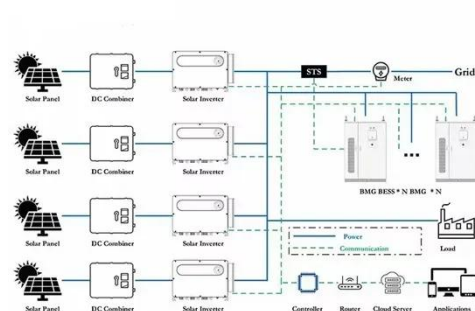 STS
Meter
Grid
Solar Panel
DC Combiner
Solar Inverter
Solar Panel
DC Combiner
Solar Inverter
BMG BESS * N BMG * N
Solar Panel
DC Combiner
Solar Inverter
Power
Communication
Load
Solar Panel
DC Combiner
Solar Inverter
Controller
Router
Cloud Server
Applications